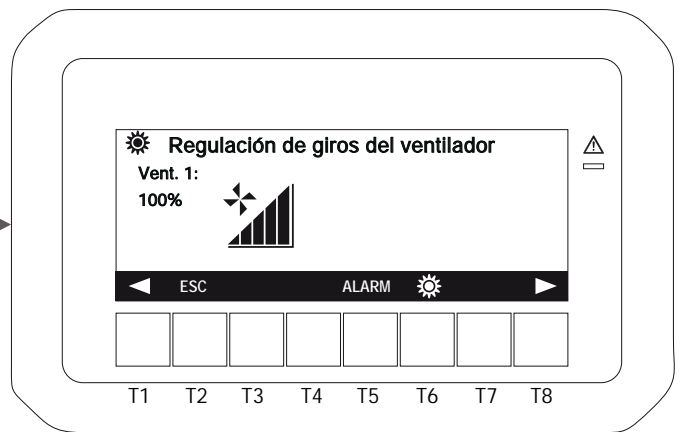 Regulación de giros del ventilador
Vent. 1:
100%
ESC ALARM
T1 T2 T3 T4 T5 T6 T7 T8